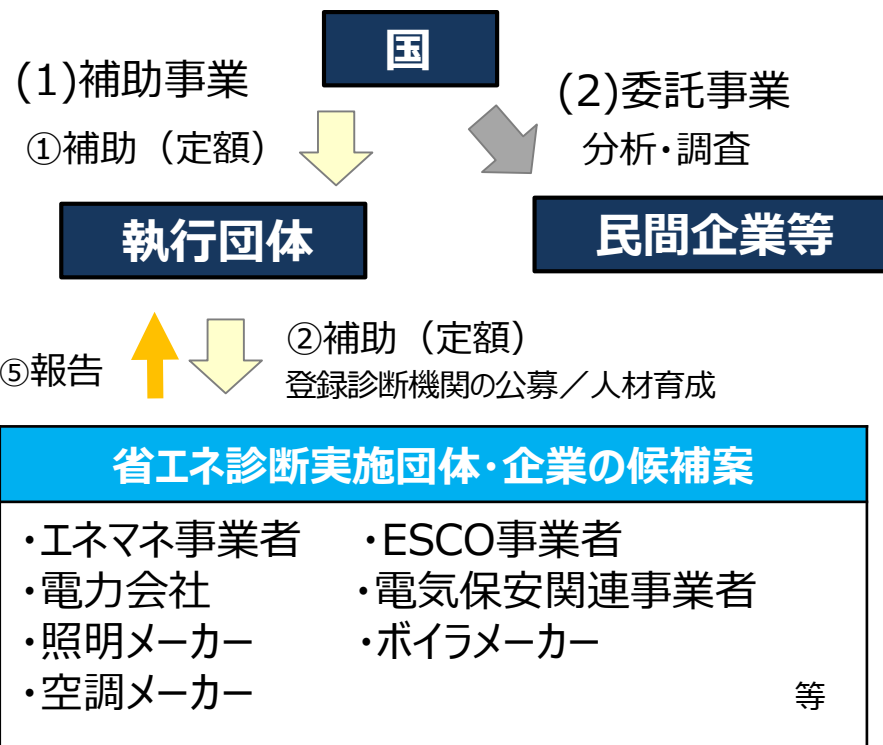 国
(1)補助事業
①補助（定額）
(2)委託事業
分析・調査
執行団体
民間企業等
⑤報告
②補助（定額）
登録診断機関の公募／人材育成
省エネ診断実施団体・企業の候補案
・エネマネ事業者 ・ESCO事業者
・電力会社 ・電気保安関連事業者
・照明メーカー ・ボイラメーカー
・空調メーカー 等